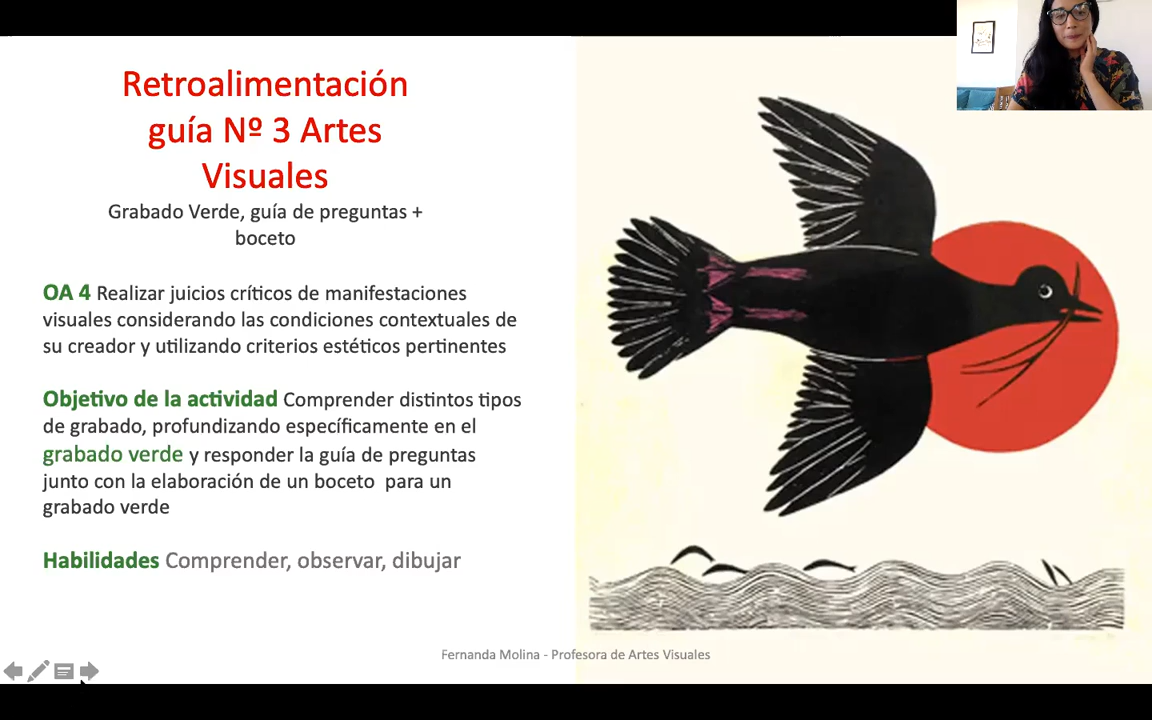 Retroalimentación
guía Nº 3 Artes
Visuales
Grabado Verde, guía de preguntas +
boceto
OA 4 Realizar juicios críticos de manifestaciones
visuales considerando las condiciones contextuales de
su creador y utilizando criterios estéticos pertinentes
Objetivo de la actividad Comprender distintos tipos
de grabado, profundizando específicamente en el
grabado verde y responder la guía de preguntas
junto con la elaboración de un boceto para un
grabado verde
Habilidades Comprender, observar, dibujar
Fernanda Molina - Profesora de Artes Visuales